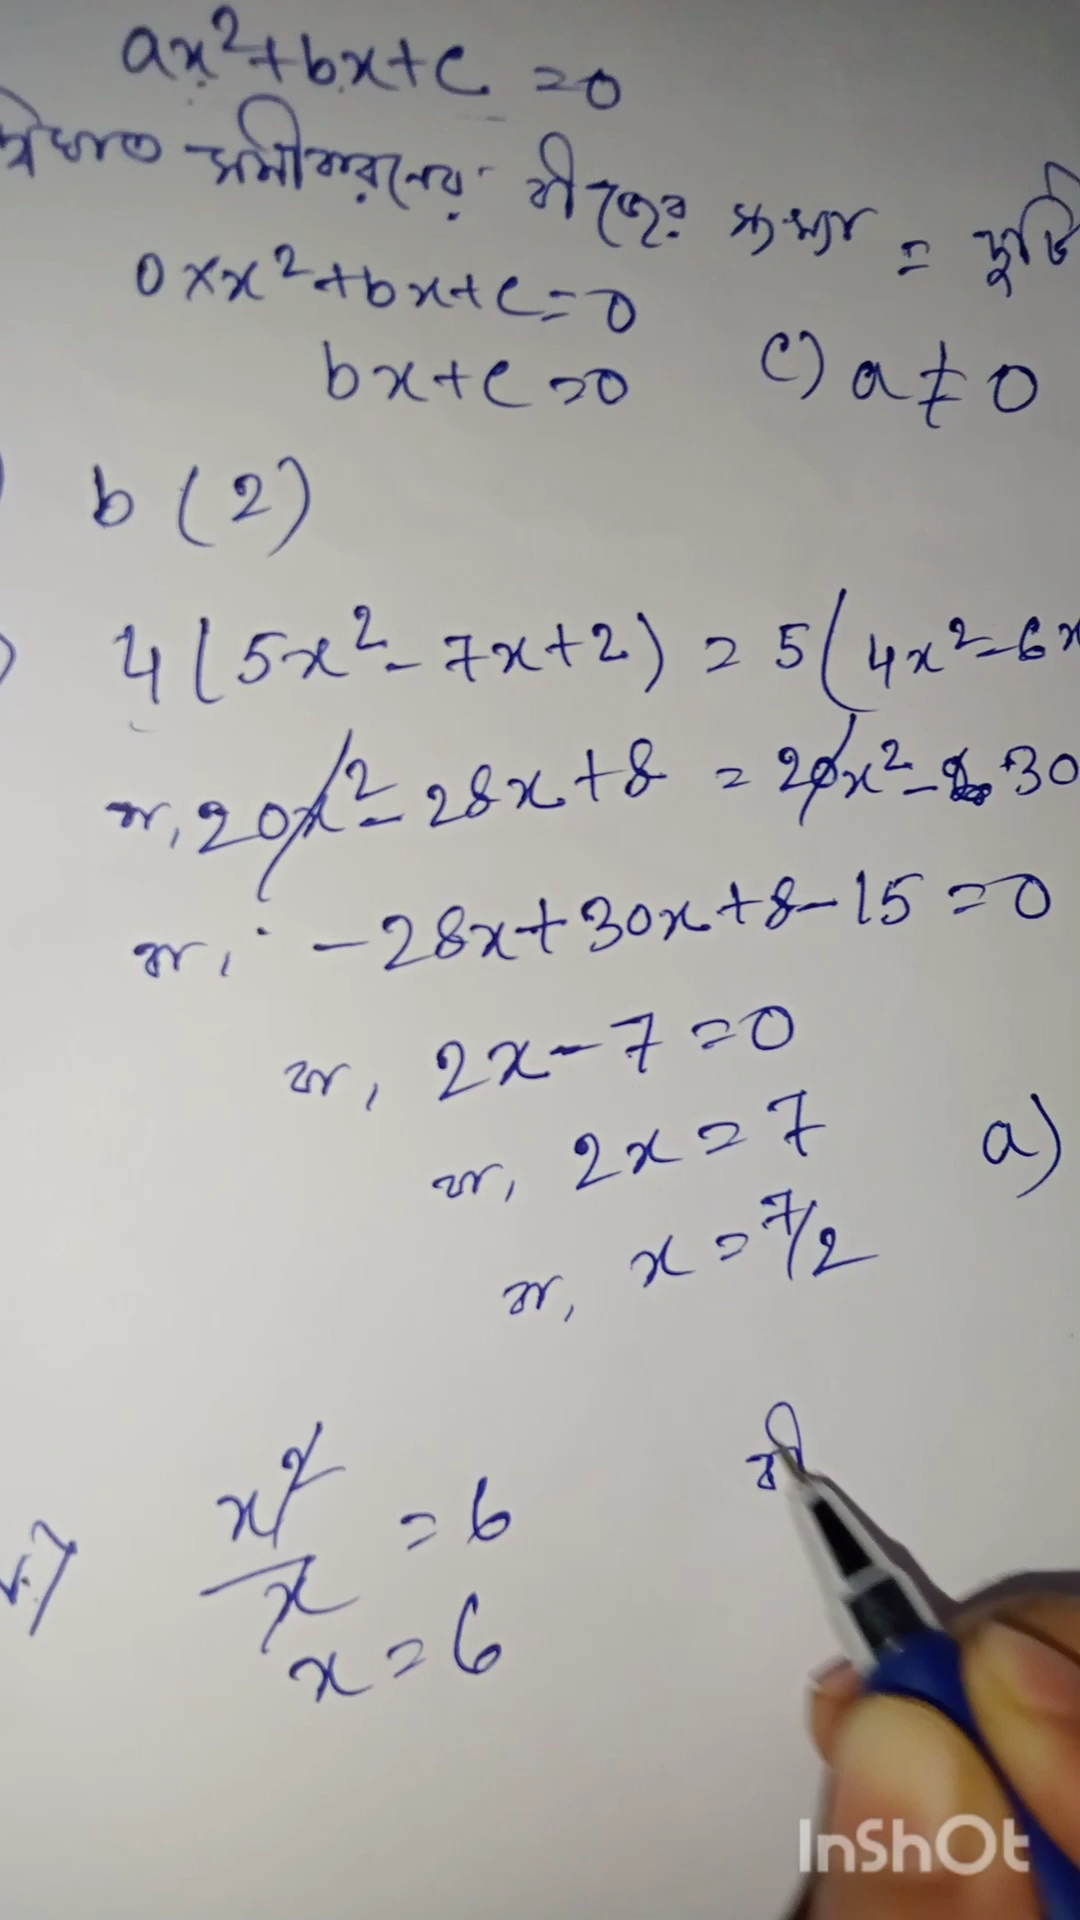 ax²+bx+c =0
দ্বিঘাত সমীকরনের বীজের সংখ্যা = দুটি
0×x²+bx+c=0
bx+c=0 c) a≠0
b (2)
4(5x²-7x+2) = 5(4x²-6x
বা, 20x²-28x+8 = 20x²-30
বা, -28x+30x+8-15=0
বা, 2x-7=0
বা, 2x=7 a)
বা, x=7/2
x²/x = 6 বী
x=6
InShOt